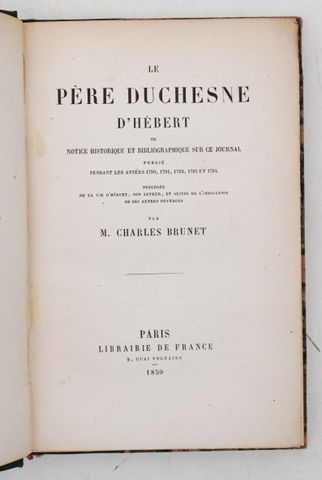 LE
PÈRE DUCHESNE
D'HÉBERT
OU
NOTICE HISTORIQUE ET BIBLIOGRAPHIQUE SUR CE JOURNAL
PUBLIÉ
PENDANT LES ANNÉES 1790, 1791, 1792, 1793 ET 1794
PRÉCÉDÉE
DE LA VIE D'HÉBERT, SON AUTEUR, ET SUIVIE DE L'INDICATION
DE SES AUTRES OUVRAGES
PAR
M. CHARLES BRUNET
PARIS
LIBRAIRIE DE FRANCE
QUAI VOLTAIRE
1859